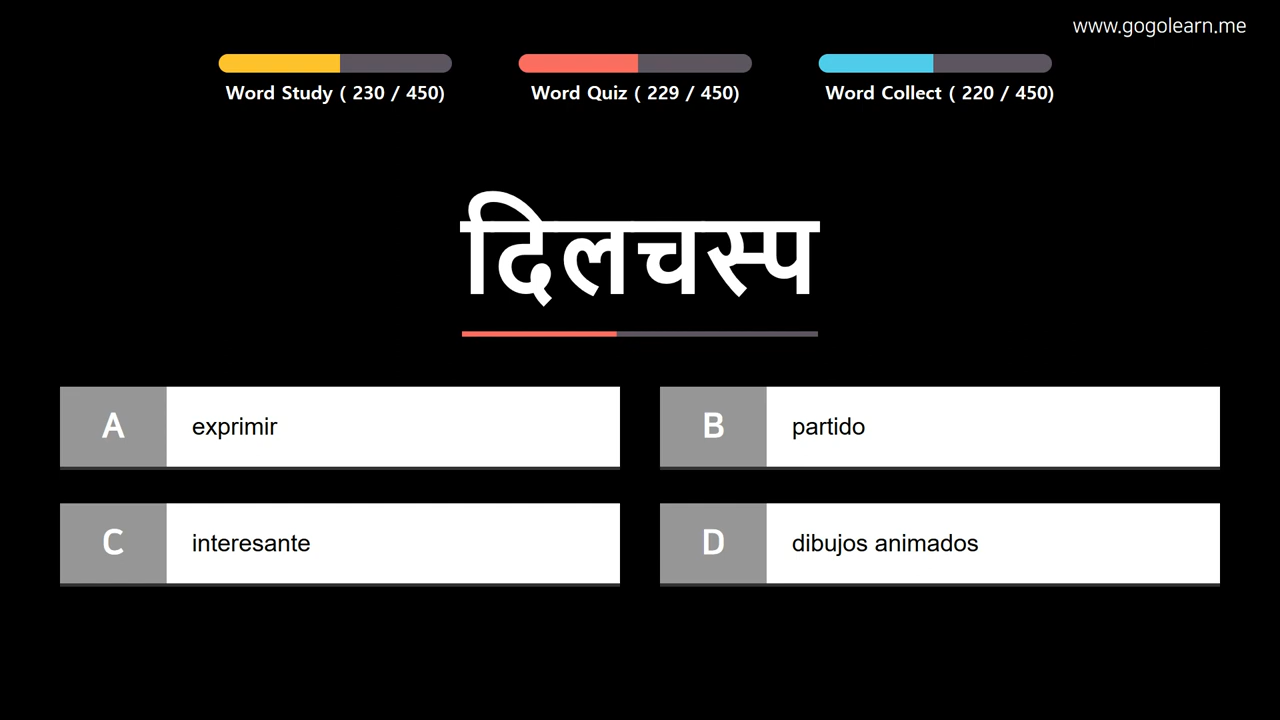 www.gogolearn.me
Word Study ( 230 / 450)
Word Quiz ( 229 / 450)
Word Collect ( 220 / 450)
दिलचस्प
A exprimir
B partido
C interesante
D dibujos animados